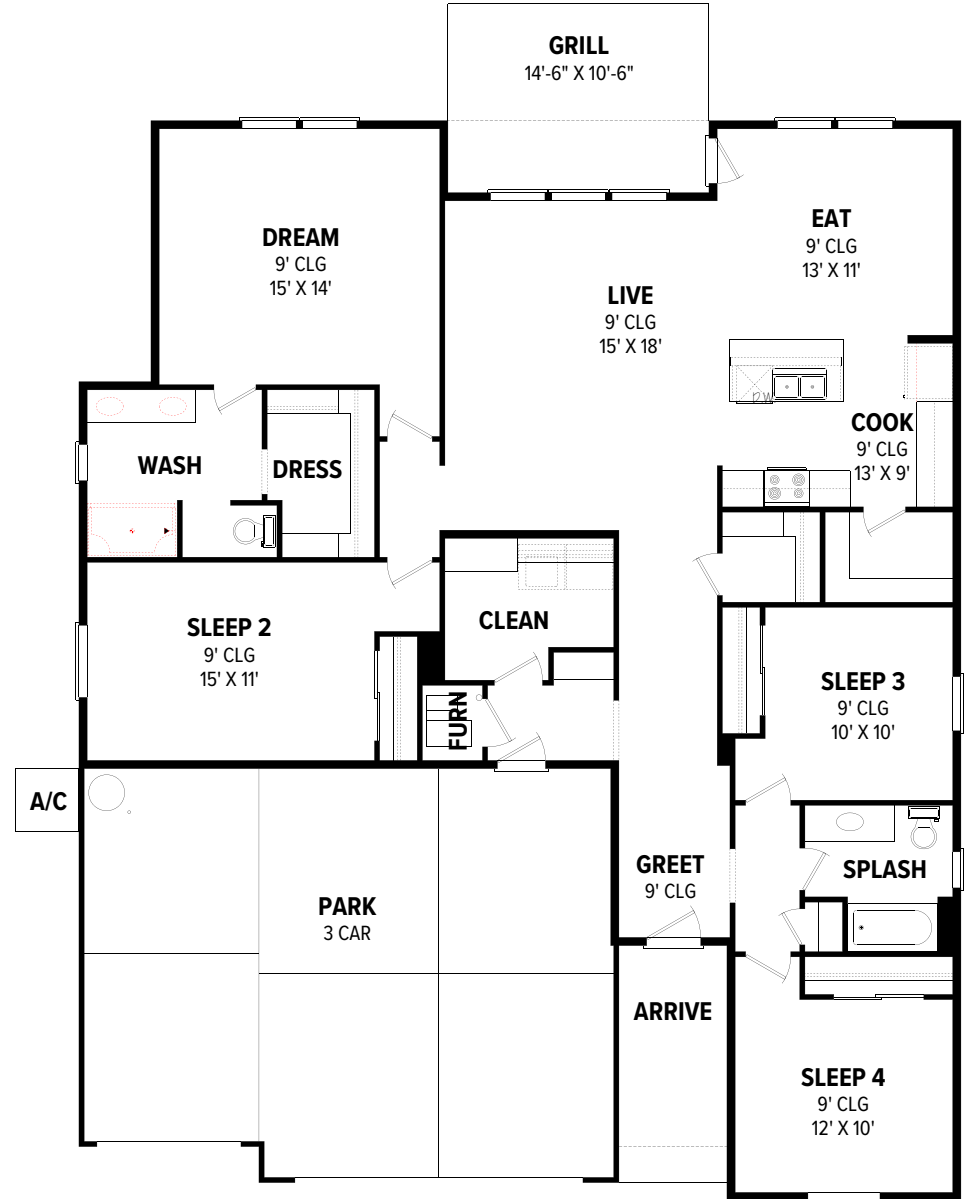 GRILL
14'-6" X 10'-6"
DREAM
9' CLG
15' X 14'
EAT
9' CLG
13' X 11'
LIVE
9' CLG
15' X 18'
DW
COOK
9' CLG
13' X 9'
WASH
DRESS
CLEAN
SLEEP 2
9' CLG
15' X 11'
FURN
SLEEP 3
9' CLG
10' X 10'
A/C
GREET
9' CLG
SPLASH
PARK
3 CAR
ARRIVE
SLEEP 4
9' CLG
12' X 10'